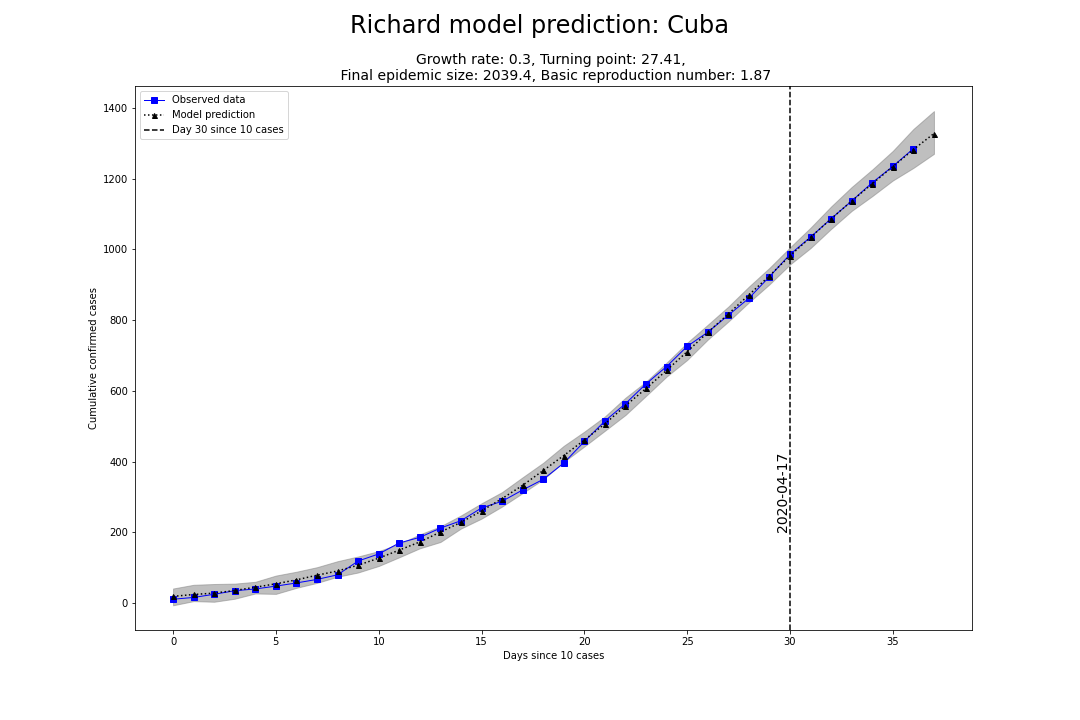 Richard model prediction: Cuba
Growth rate: 0.3, Turning point: 27.41,
Final epidemic size: 2039.4, Basic reproduction number: 1.87
Observed data
Model prediction
Day 30 since 10 cases
1400
1200
1000
800
600
400
200
0
Cumulative confirmed cases
2020-04-17
0 5 10 15 20 25 30 35
Days since 10 cases